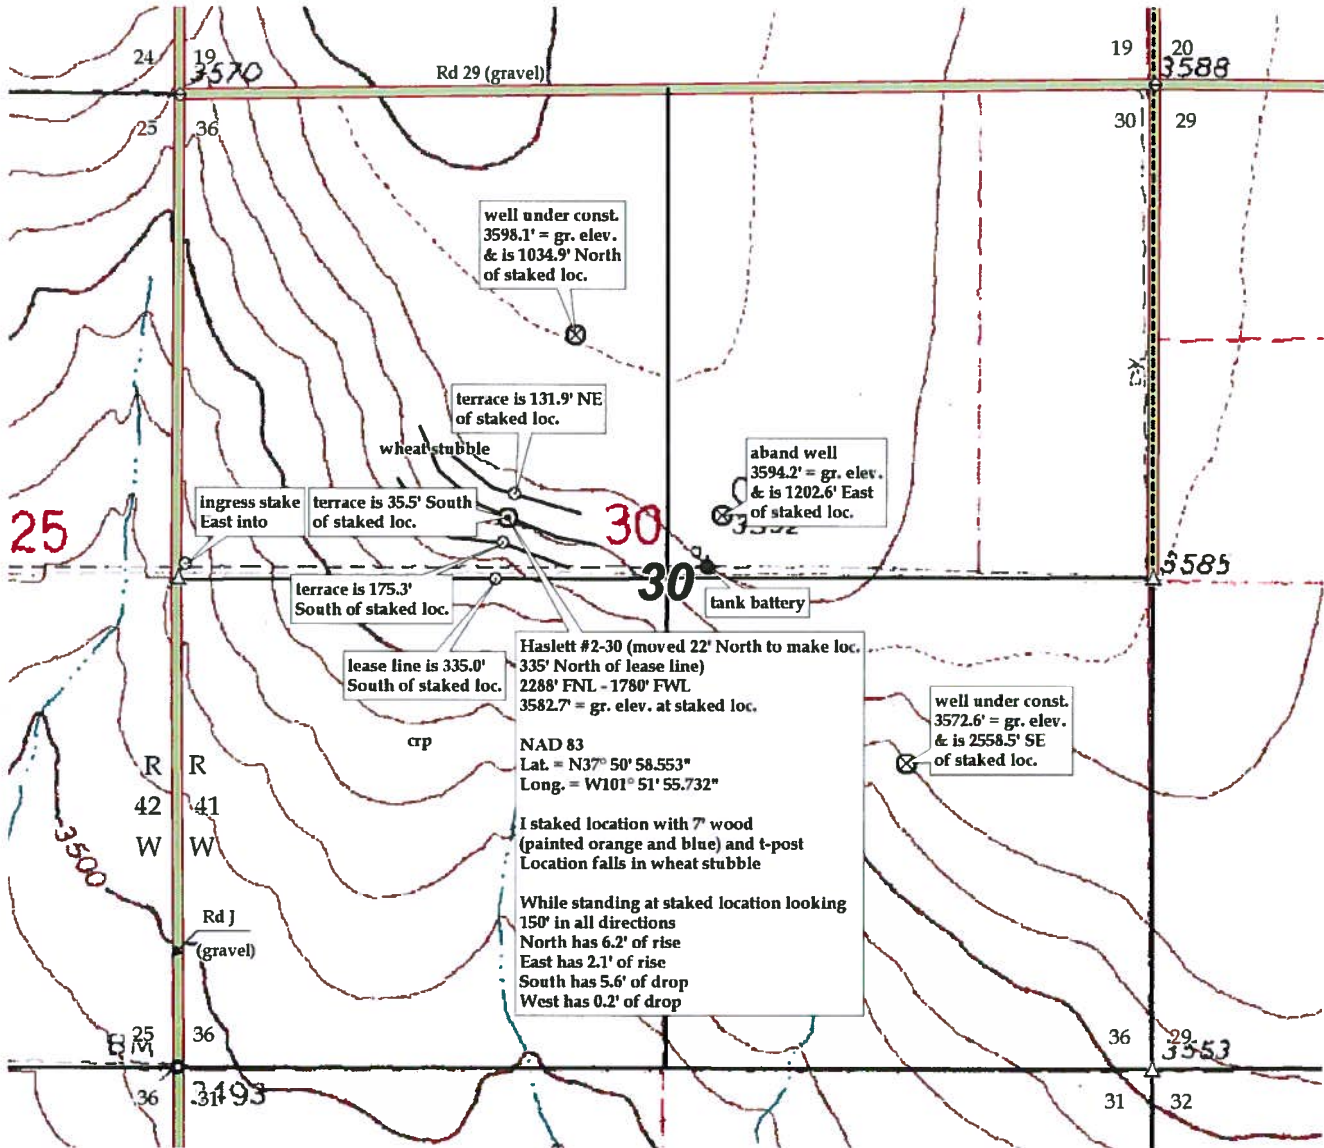 24
19
3570
Rd 29 (gravel)
19
20
3588
25
36
30
29
well under const.
3598.1' = gr. elev.
& is 1034.9' North
of staked loc.
terrace is 131.9' NE
of staked loc.
wheat stubble
aband well
3594.2' = gr. elev.
& is 1202.6' East
of staked loc.
ingress stake
East into
terrace is 35.5' South
of staked loc.
25
30
3585
terrace is 175.3'
South of staked loc.
30
tank battery
lease line is 335.0'
South of staked loc.
Haslett #2-30 (moved 22' North to make loc.
335' North of lease line)
2288' FNL - 1780' FWL
3582.7' = gr. elev. at staked loc.
NAD 83
Lat. = N37° 50' 58.553"
Long. = W101° 51' 55.732"
I staked location with 7' wood
(painted orange and blue) and t-post
Location falls in wheat stubble
While standing at staked location looking
150' in all directions
North has 6.2' of rise
East has 2.1' of rise
South has 5.6' of drop
West has 0.2' of drop
well under const.
3572.6' = gr. elev.
& is 2558.5' SE
of staked loc.
crp
R R
42 41
W W
3500
Rd J
(gravel)
25
36
36
29
3553
36
31
3493
31
32